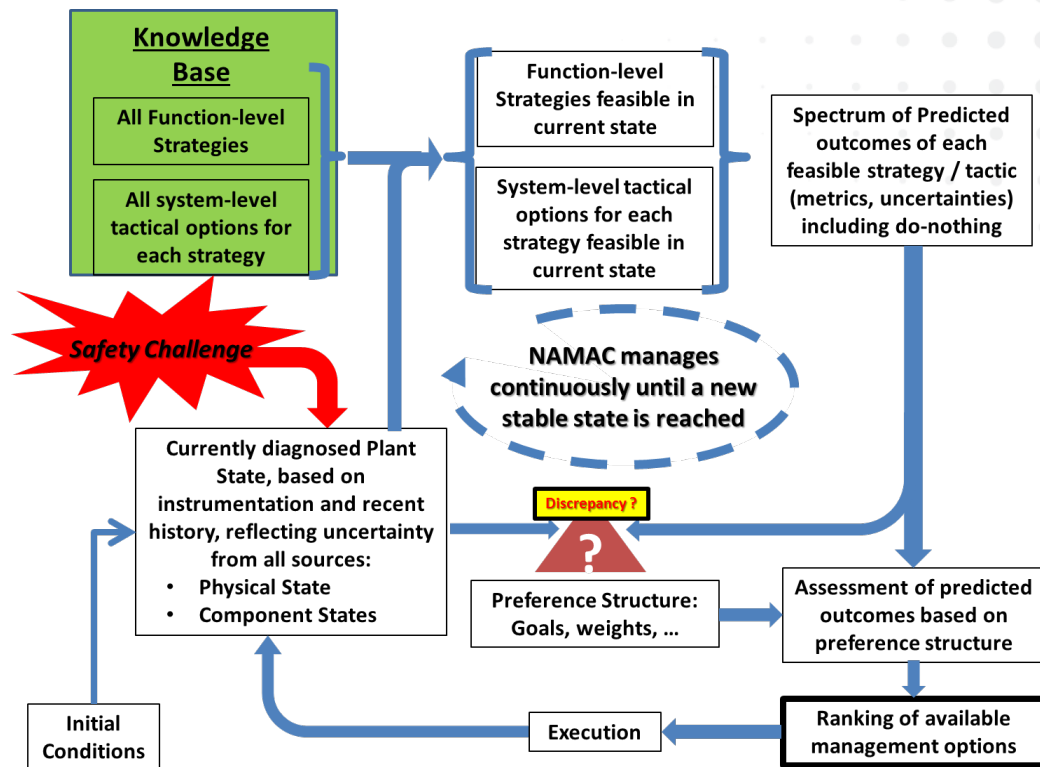 Knowledge
Base
All Function-level
Strategies
All system-level
tactical options for
each strategy
Function-level
Strategies feasible in
current state
System-level tactical
options for each
strategy feasible in
current state
Spectrum of Predicted
outcomes of each
feasible strategy / tactic
(metrics, uncertainties)
including do-nothing
Safety Challenge
NAMAC manages
continuously until a new
stable state is reached
Currently diagnosed Plant
State, based on
instrumentation and recent
history, reflecting uncertainty
from all sources:
• Physical State
• Component States
Discrepancy ?
?
Preference Structure:
Goals, weights, ...
Assessment of predicted
outcomes based on
preference structure
Initial
Conditions
Execution
Ranking of available
management options